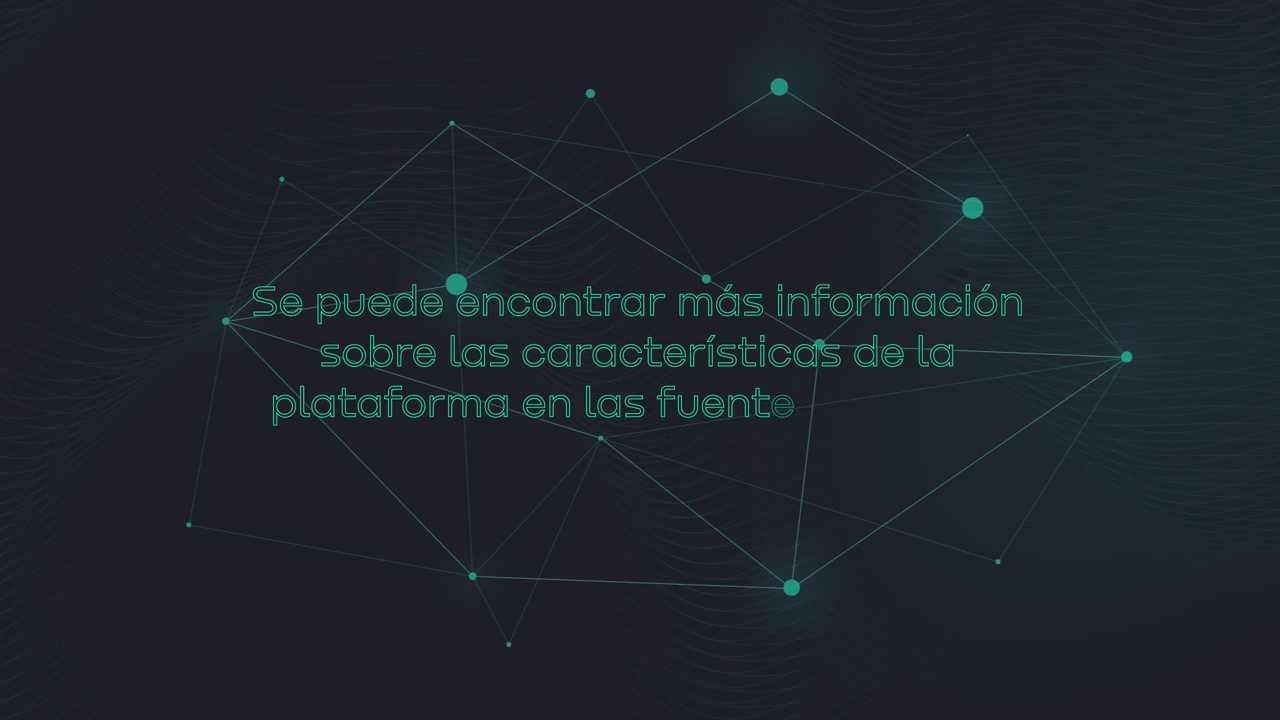 Se puede encontrar más información
sobre las características de la
plataforma en las fuente